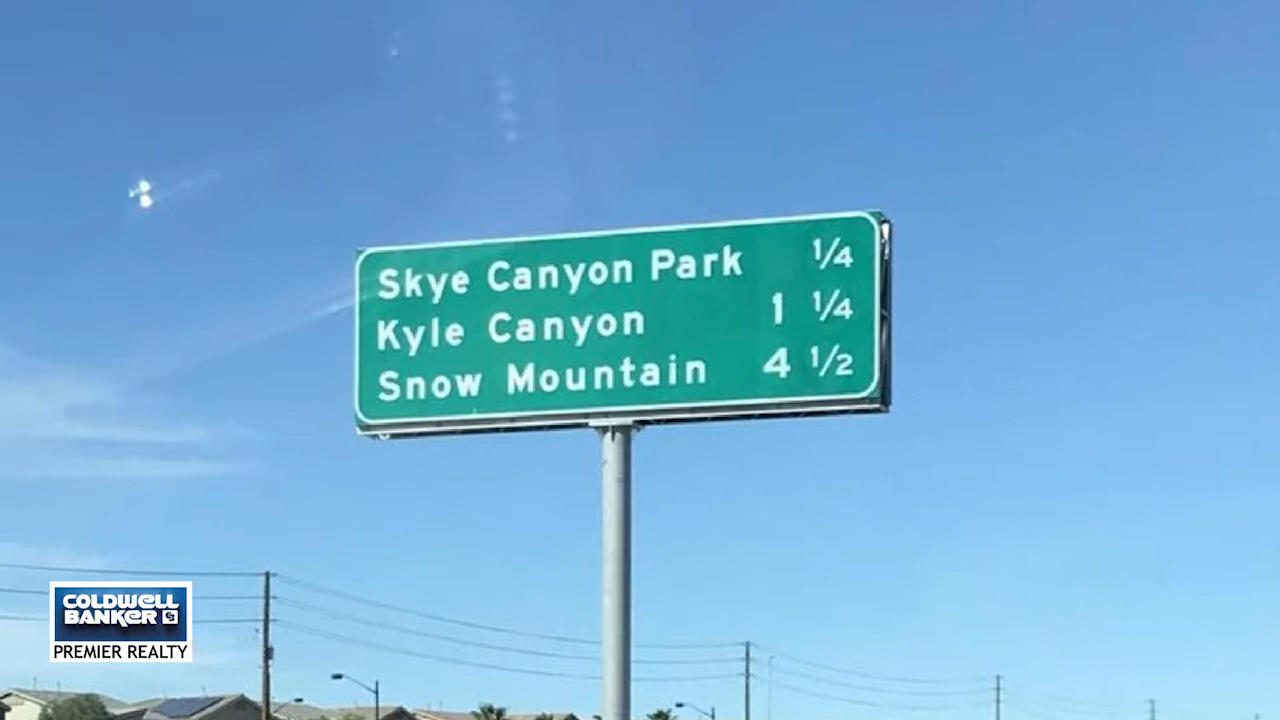 Skye Canyon Park 1/4
Kyle Canyon 1 1/4
Snow Mountain 4 1/2
COLDWELL
BANKER CB
PREMIER REALTY